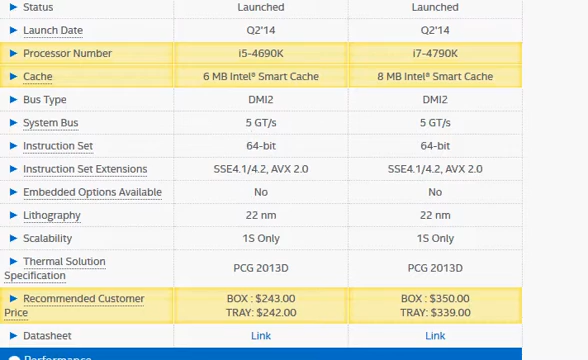 Status Launched Launched
Launch Date Q2'14 Q2'14
Processor Number i5-4690K i7-4790K
Cache 6 MB Intel® Smart Cache 8 MB Intel® Smart Cache
Bus Type DMI2 DMI2
System Bus 5 GT/s 5 GT/s
Instruction Set 64-bit 64-bit
Instruction Set Extensions SSE4.1/4.2, AVX 2.0 SSE4.1/4.2, AVX 2.0
Embedded Options Available No No
Lithography 22 nm 22 nm
Scalability 1S Only 1S Only
Thermal Solution
Specification PCG 2013D PCG 2013D
Recommended Customer BOX : $243.00 BOX : $350.00
Price TRAY: $242.00 TRAY: $339.00
Datasheet Link Link
Performance